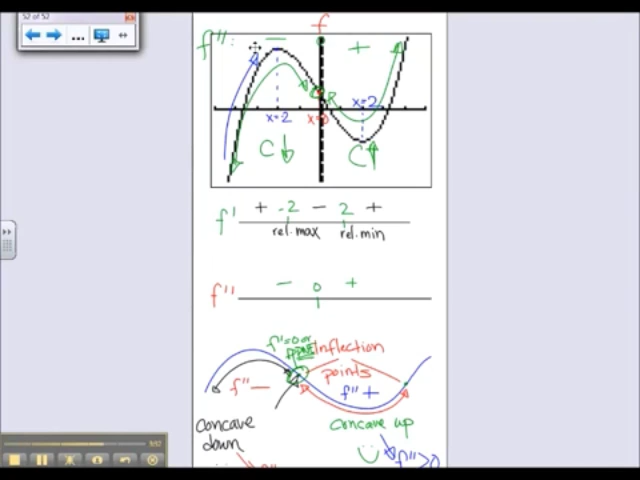 52 of 52
f
f'': − +
x=-2 x=0 x=2
C↓ C↑
f' + -2 − 2 +
rel. max rel. min
f'' − 0 +
f''=0 or
Inflection
points
f'' − f'' +
concave
down
concave up
f''>0